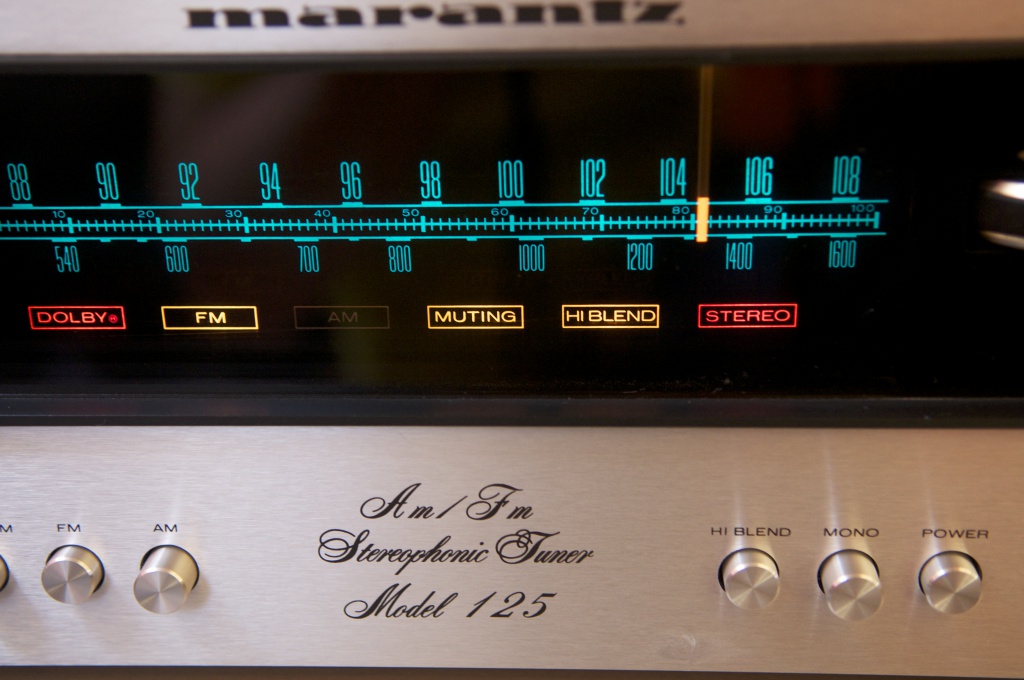 marantz
88 90 92 94 96 98 100 102 104 106 108
10 20 30 40 50 60 70 80 90 100
540 600 700 800 1000 1200 1400 1600
DOLBY® FM AM MUTING HI BLEND STEREO
Am/Fm
Stereophonic Tuner
Model 125
M FM AM HI BLEND MONO POWER